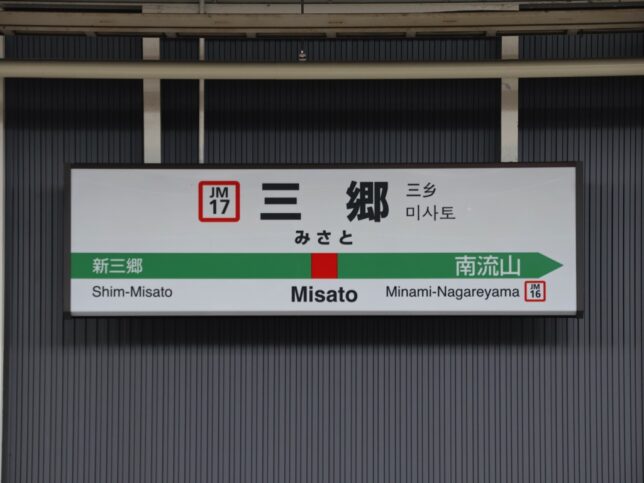 JM
17
三郷
三乡
미사토
みさと
新三郷
南流山
Shim-Misato
Misato
Minami-Nagareyama
JM
16